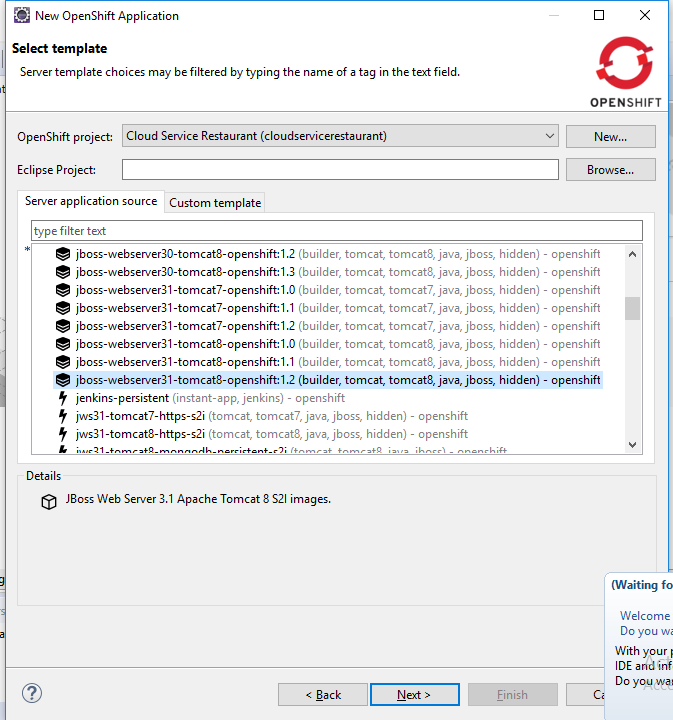 New OpenShift Application
Select template
Server template choices may be filtered by typing the name of a tag in the text field.
OPENSHIFT
OpenShift project: Cloud Service Restaurant (cloudservicerestaurant) New...
Eclipse Project: Browse...
Server application source Custom template
type filter text
* jboss-webserver30-tomcat8-openshift:1.2 (builder, tomcat, tomcat8, java, jboss, hidden) - openshift
jboss-webserver30-tomcat8-openshift:1.3 (builder, tomcat, tomcat8, java, jboss, hidden) - openshift
jboss-webserver31-tomcat7-openshift:1.0 (builder, tomcat, tomcat7, java, jboss, hidden) - openshift
jboss-webserver31-tomcat7-openshift:1.1 (builder, tomcat, tomcat7, java, jboss, hidden) - openshift
jboss-webserver31-tomcat7-openshift:1.2 (builder, tomcat, tomcat7, java, jboss, hidden) - openshift
jboss-webserver31-tomcat8-openshift:1.0 (builder, tomcat, tomcat8, java, jboss, hidden) - openshift
jboss-webserver31-tomcat8-openshift:1.1 (builder, tomcat, tomcat8, java, jboss, hidden) - openshift
jboss-webserver31-tomcat8-openshift:1.2 (builder, tomcat, tomcat8, java, jboss, hidden) - openshift
jenkins-persistent (instant-app, jenkins) - openshift
jws31-tomcat7-https-s2i (tomcat, tomcat7, java, jboss, hidden) - openshift
jws31-tomcat8-https-s2i (tomcat, tomcat8, java, jboss, hidden) - openshift
jws31-tomcat8-mongodb-persistent-s2i (tomcat, tomcat8, java, jboss, hidden) - openshift
Details
JBoss Web Server 3.1 Apache Tomcat 8 S2I images.
(Waiting fo
Welcome
Do you wa
With your p
IDE and inf
Do you wan
? < Back Next > Finish Ca